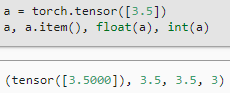 a = torch.tensor([3.5])
a, a.item(), float(a), int(a)
(tensor([3.5000]), 3.5, 3.5, 3)